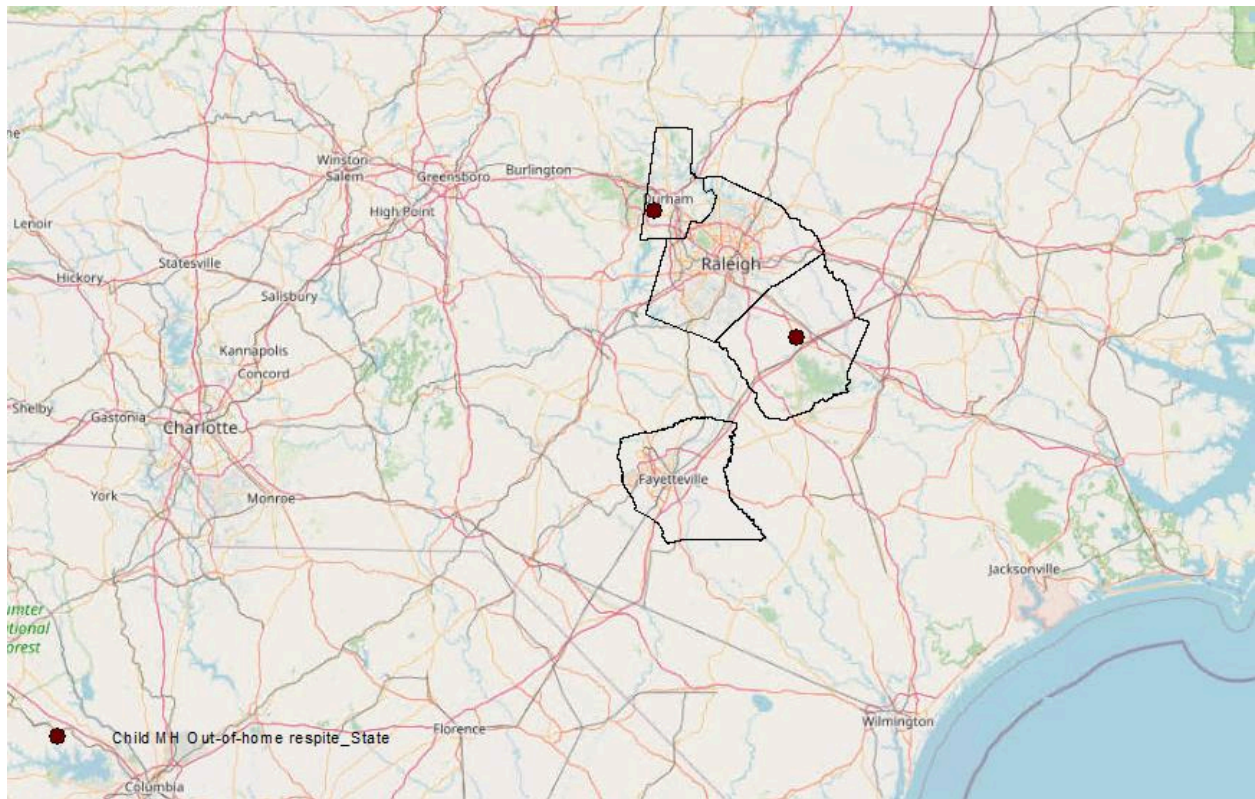 Winston
Salem
Greensboro
Burlington
High Point
Lenoir
Statesville
Hickory
Salisbury
Raleigh
Kannapolis
Concord
Shelby
Gastonia
Charlotte
York
Monroe
Fayetteville
Jacksonville
Florence
Wilmington
Child MH Out-of-home respite_State
Columbia